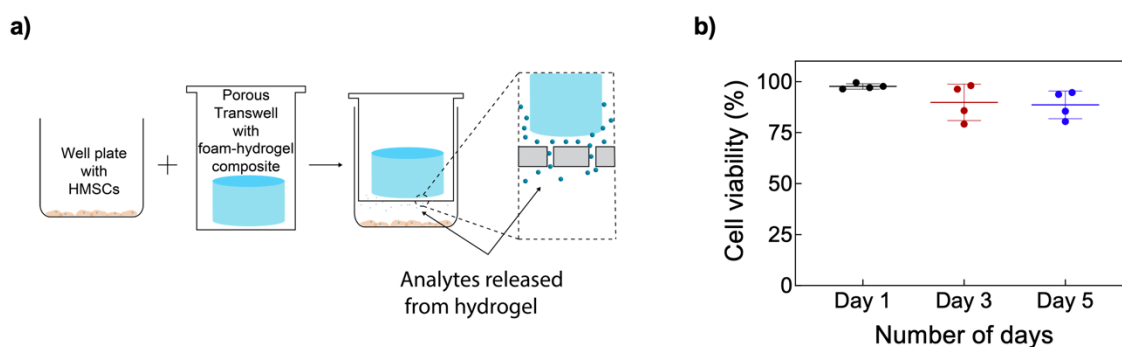 a)
Well plate
with
HMSCs
Porous
Transwell
with
foam-hydrogel
composite
Analytes released
from hydrogel
b)
Cell viability (%)
100
75
50
25
0
Day 1 Day 3 Day 5
Number of days